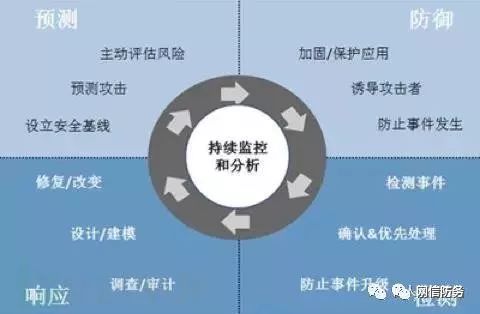 预测
防御
主动评估风险
加固/保护应用
预测攻击
诱导攻击者
设立安全基线
防止事件发生
持续监控
和分析
修复/改变
检测事件
设计/建模
确认&优先处理
调查/审计
防止事件升级
响应
检测
人网信防务